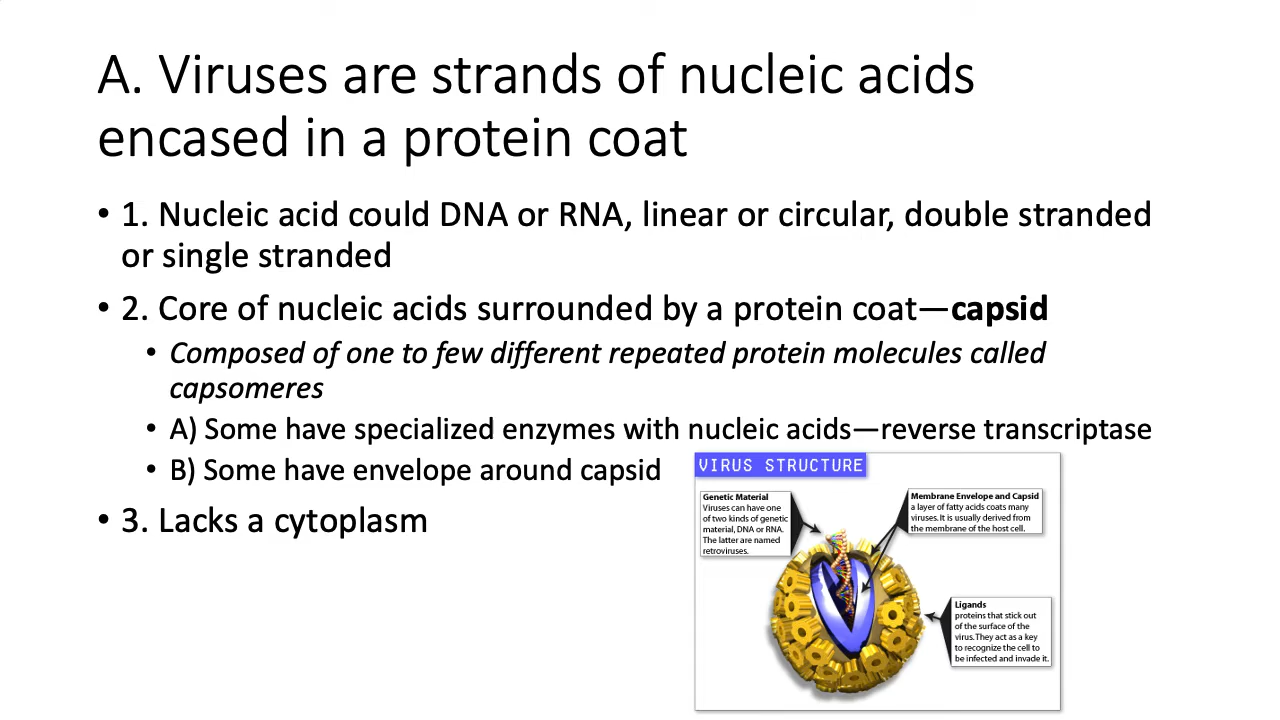 A. Viruses are strands of nucleic acids
encased in a protein coat
• 1. Nucleic acid could DNA or RNA, linear or circular, double stranded
or single stranded
• 2. Core of nucleic acids surrounded by a protein coat—capsid
• Composed of one to few different repeated protein molecules called
capsomeres
• A) Some have specialized enzymes with nucleic acids—reverse transcriptase
• B) Some have envelope around capsid
• 3. Lacks a cytoplasm
VIRUS STRUCTURE
Genetic Material
Viruses can have one
of two kinds of genetic
material, DNA or RNA.
The latter are named
retroviruses.
Membrane Envelope and Capsid
a layer of fatty acids coats many
viruses. It is usually derived from
the membrane of the host cell.
Ligands
proteins that stick out
of the surface of the
virus. They act as a key
to recognize the cell to
be infected and invade it.